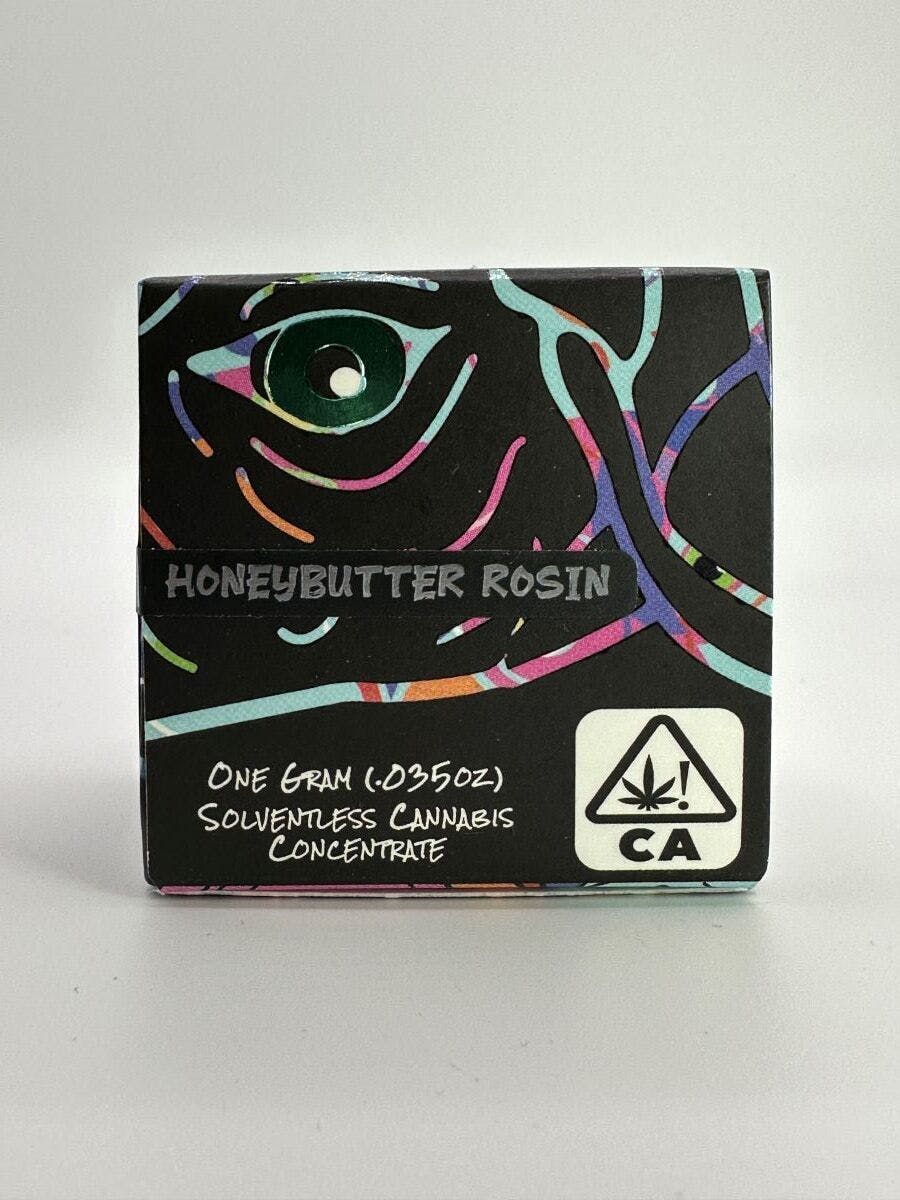 HONEYBUTTER ROSIN
ONE GRAM (.035OZ)
SOLVENTLESS CANNABIS
CONCENTRATE
!
CA